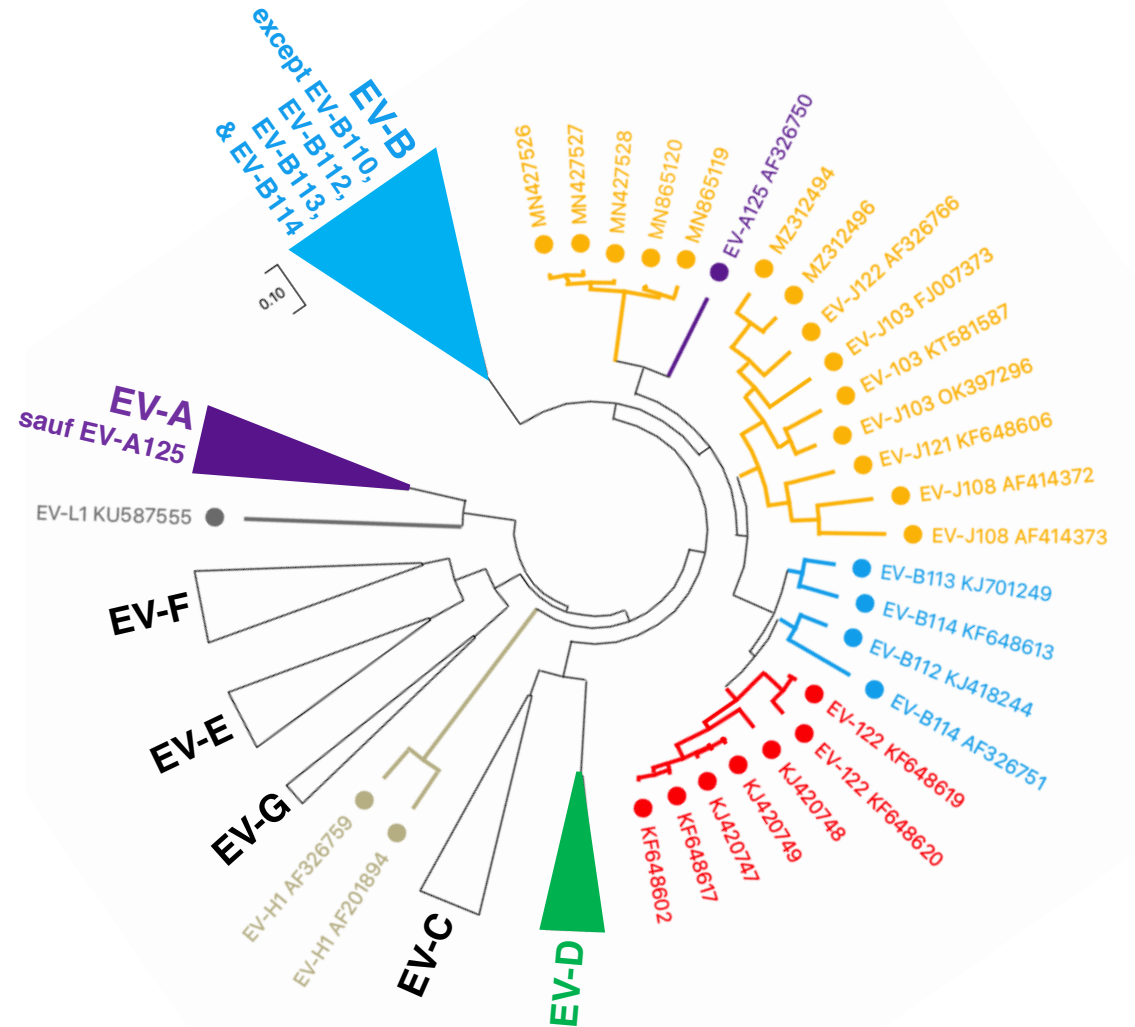 EV-B
except EV-B110,
EV-B112,
EV-B113,
& EV-B114
0.10
MN427526
MN427527
MN427528
MN865120
MN865119
EV-A125 AF326750
MZ312494
MZ312496
EV-J122 AF326766
EV-J103 FJ007373
EV-103 KT581587
EV-J103 OK397296
EV-J121 KF648606
EV-J108 AF414372
EV-J108 AF414373
EV-B113 KJ701249
EV-B114 KF648613
EV-B112 KJ418244
EV-B114 AF326751
EV-122 KF648619
EV-122 KF648620
KJ420748
KJ420749
KJ420747
KF648617
KF648602
EV-D
EV-C
EV-H1 AF201894
EV-H1 AF326759
EV-G
EV-E
EV-F
EV-L1 KU587555
EV-A
sauf EV-A125